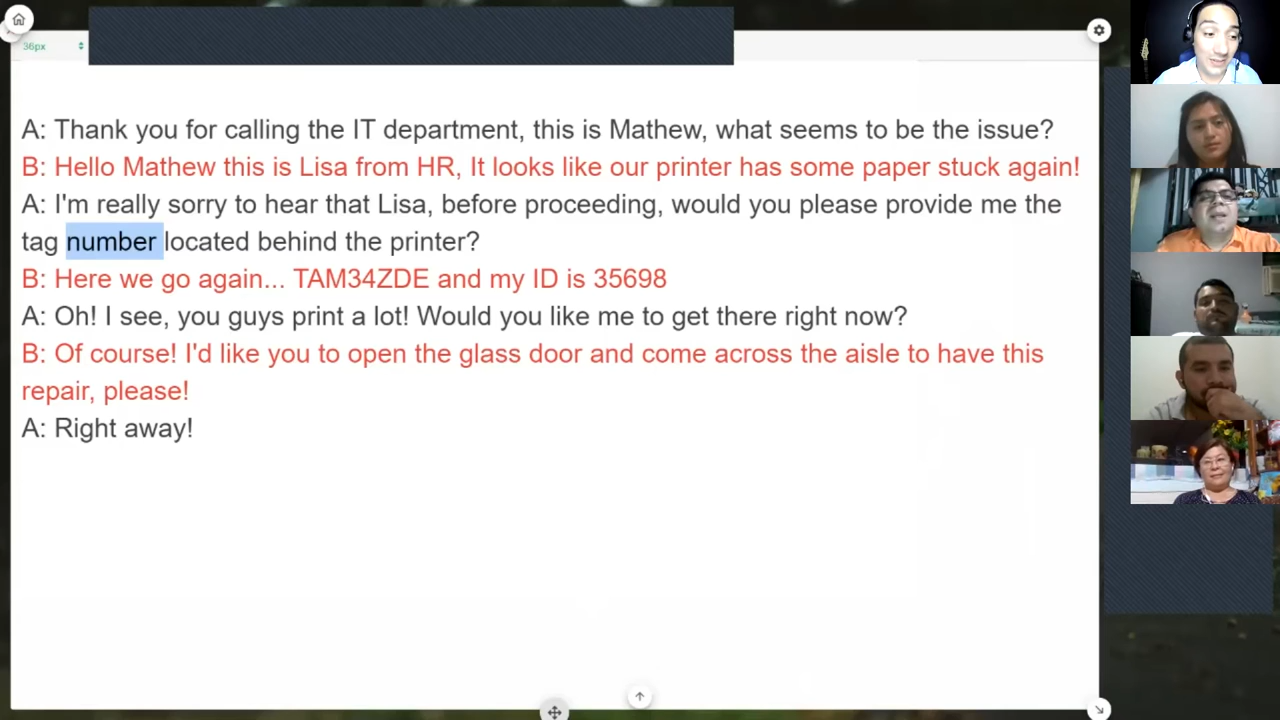 36px
A: Thank you for calling the IT department, this is Mathew, what seems to be the issue?
B: Hello Mathew this is Lisa from HR, It looks like our printer has some paper stuck again!
A: I'm really sorry to hear that Lisa, before proceeding, would you please provide me the
tag number located behind the printer?
B: Here we go again... TAM34ZDE and my ID is 35698
A: Oh! I see, you guys print a lot! Would you like me to get there right now?
B: Of course! I'd like you to open the glass door and come across the aisle to have this
repair, please!
A: Right away!